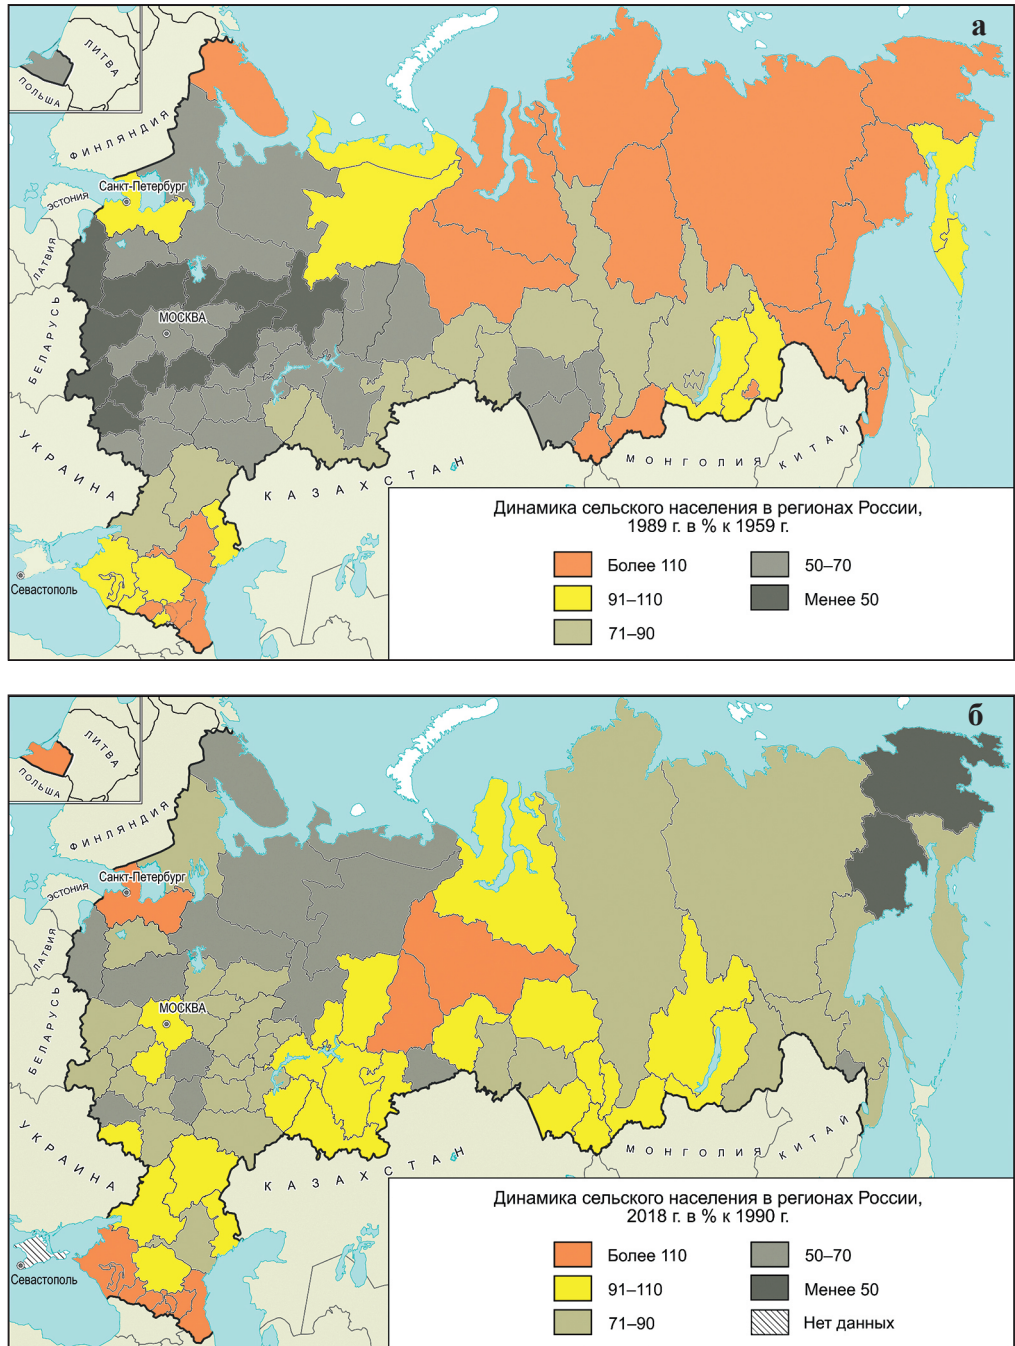 а
ЛИТВА
ПОЛЬША
ФИНЛЯНДИЯ
Санкт-Петербург
ЭСТОНИЯ
ЛАТВИЯ
МОСКВА
БЕЛАРУСЬ
УКРАИНА
КАЗАХСТАН
МОНГОЛИЯ
КИТАЙ
Севастополь
Динамика сельского населения в регионах России,
1989 г. в % к 1959 г.
Более 110
50–70
91–110
Менее 50
71–90
б
ЛИТВА
ПОЛЬША
ФИНЛЯНДИЯ
Санкт-Петербург
ЭСТОНИЯ
ЛАТВИЯ
МОСКВА
БЕЛАРУСЬ
УКРАИНА
КАЗАХСТАН
МОНГОЛИЯ
КИТАЙ
Севастополь
Динамика сельского населения в регионах России,
2018 г. в % к 1990 г.
Более 110
50–70
91–110
Менее 50
71–90
Нет данных